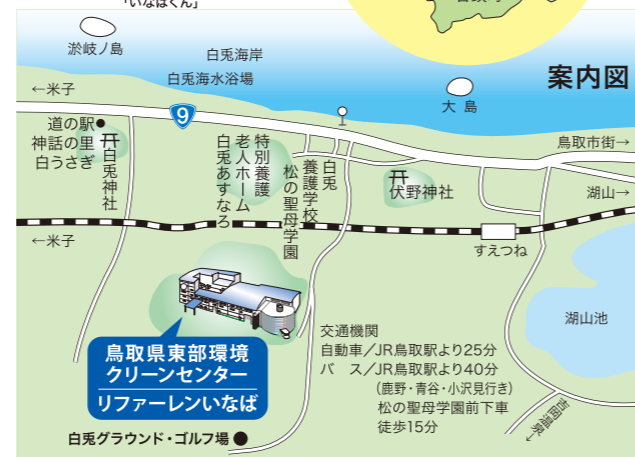 「いなばくん」
淤岐ノ島
白兎海岸
白兎海水浴場
案内図
←米子
9
大島
道の駅
神話の里
白うさぎ
白兎神社
特別養護
老人ホーム
白兎あすなろ
白兎
養護学校
松の聖母学園
伏野神社
鳥取市街→
湖山→
←米子
すえつね
湖山池
鳥取県東部環境
クリーンセンター
リファーレンいなば
交通機関
自動車／JR鳥取駅より25分
バ　ス／JR鳥取駅より40分
（鹿野・青谷・小沢見行き）
松の聖母学園前下車
徒歩15分
吉岡温泉→
白兎グラウンド・ゴルフ場